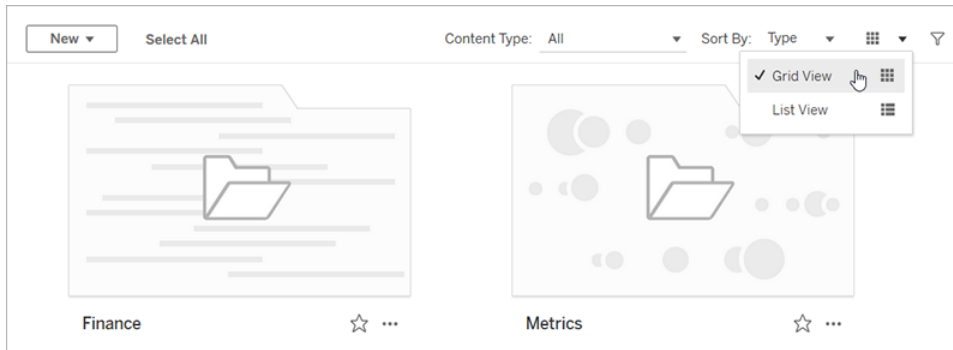 New Select All Content Type: All Sort By: Type
Grid View
List View
Finance Metrics